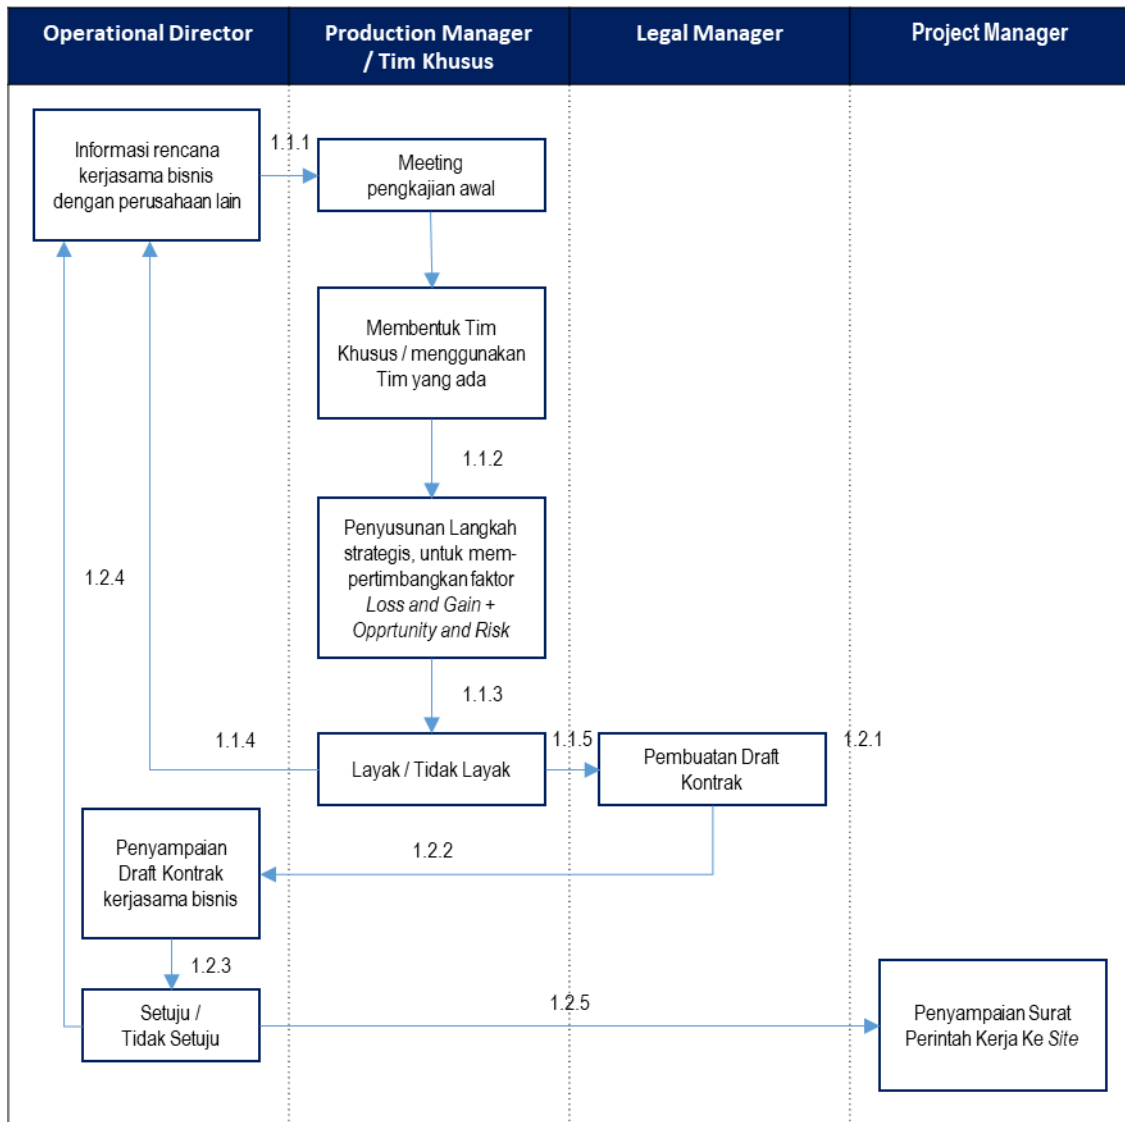 Operational Director
Production Manager
/ Tim Khusus
Legal Manager
Project Manager
Informasi rencana
kerjasama bisnis
dengan perusahaan lain
1.1.1
Meeting
pengkajian awal
Membentuk Tim
Khusus / menggunakan
Tim yang ada
1.1.2
Penyusunan Langkah
strategis, untuk mem-
pertimbangkan faktor
Loss and Gain +
Opprtunity and Risk
1.2.4
1.1.3
1.1.4
Layak / Tidak Layak
1.1.5
Pembuatan Draft
Kontrak
1.2.1
Penyampaian
Draft Kontrak
kerjasama bisnis
1.2.2
1.2.3
Setuju /
Tidak Setuju
1.2.5
Penyampaian Surat
Perintah Kerja Ke Site